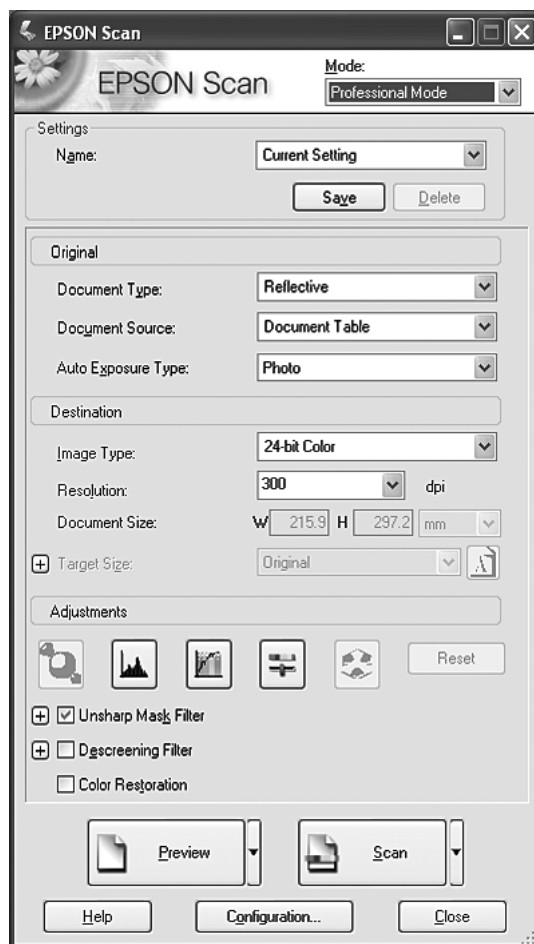 EPSON Scan
EPSON Scan
Mode:
Professional Mode
Settings
Name: Current Setting
Save Delete
Original
Document Type: Reflective
Document Source: Document Table
Auto Exposure Type: Photo
Destination
Image Type: 24-bit Color
Resolution: 300 dpi
Document Size: W 215.9 H 297.2 mm
Target Size: Original
Adjustments
Reset
Unsharp Mask Filter
Descreening Filter
Color Restoration
Preview Scan
Help Configuration... Close